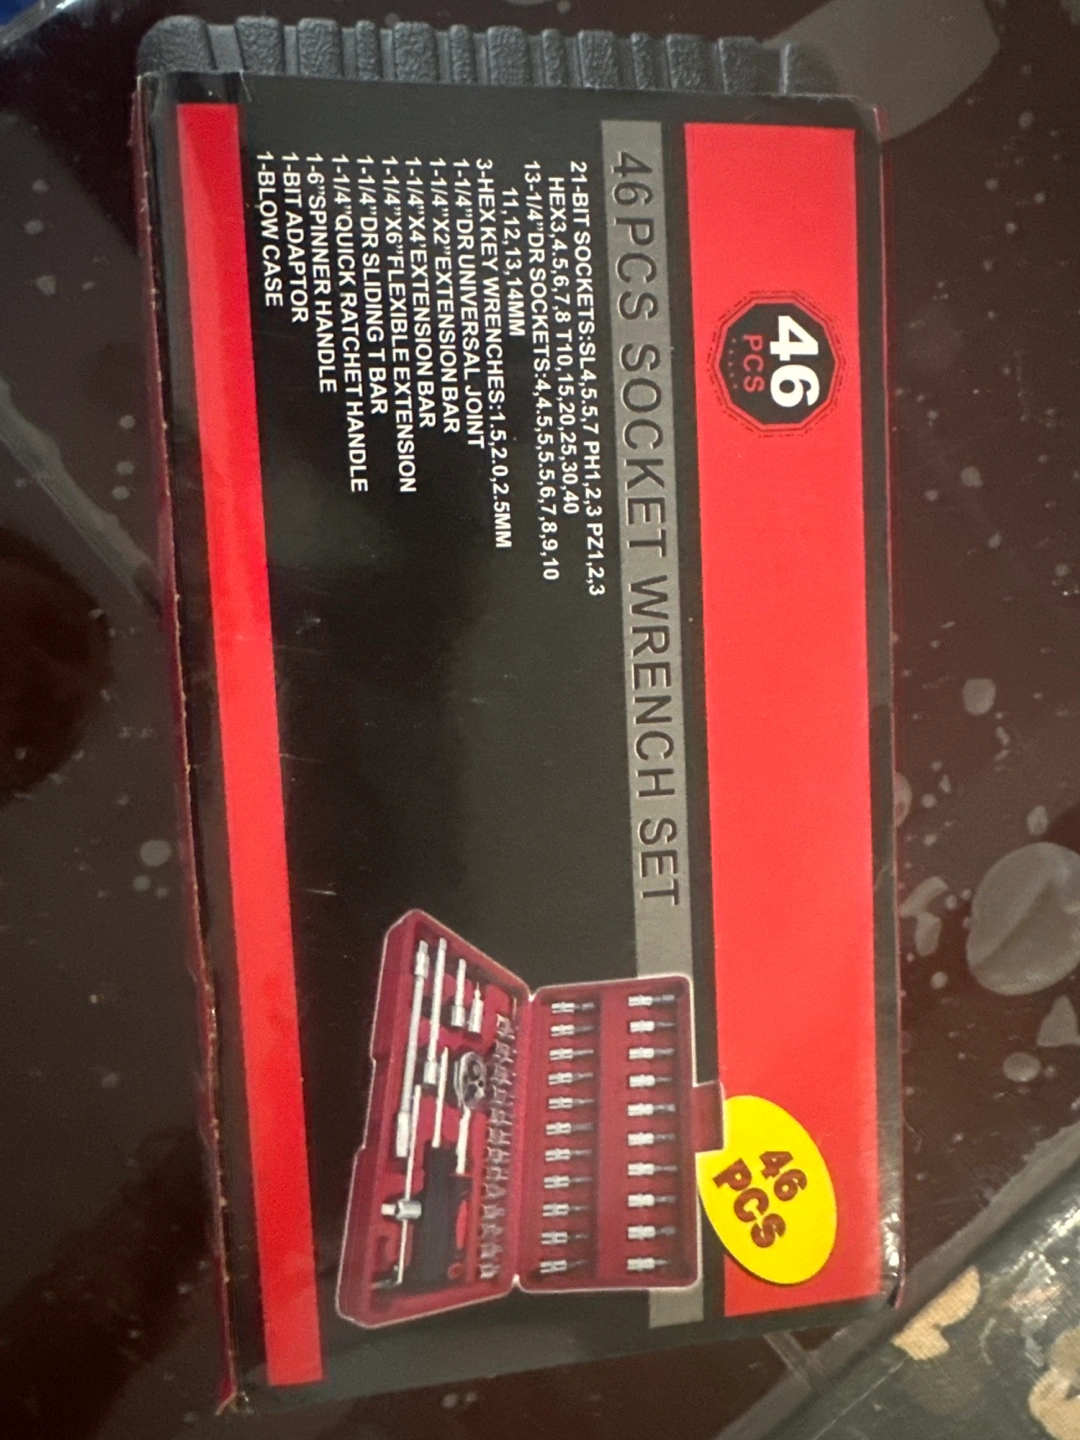 46
PCS
46PCS SOCKET WRENCH SET
21-BIT SOCKETS:SL4,5.5,7 PH1,2,3 PZ1,2,3
HEX3,4,5,6,7,8 T10,15,20,25,30,40
13-1/4"DR SOCKETS:4,4.5,5,5.5,6,7,8,9,10
11,12,13,14MM
3-HEX KEY WRENCHES:1.5,2.0,2.5MM
1-1/4"DR UNIVERSAL JOINT
1-1/4"X2"EXTENSION BAR
1-1/4"X4'EXTENSION BAR
1-1/4"X6"FLEXIBLE EXTENSION
1-1/4"DR SLIDING T BAR
1-1/4"QUICK RATCHET HANDLE
1-6"SPINNER HANDLE
1-BIT ADAPTOR
1-BLOW CASE
46
PCS